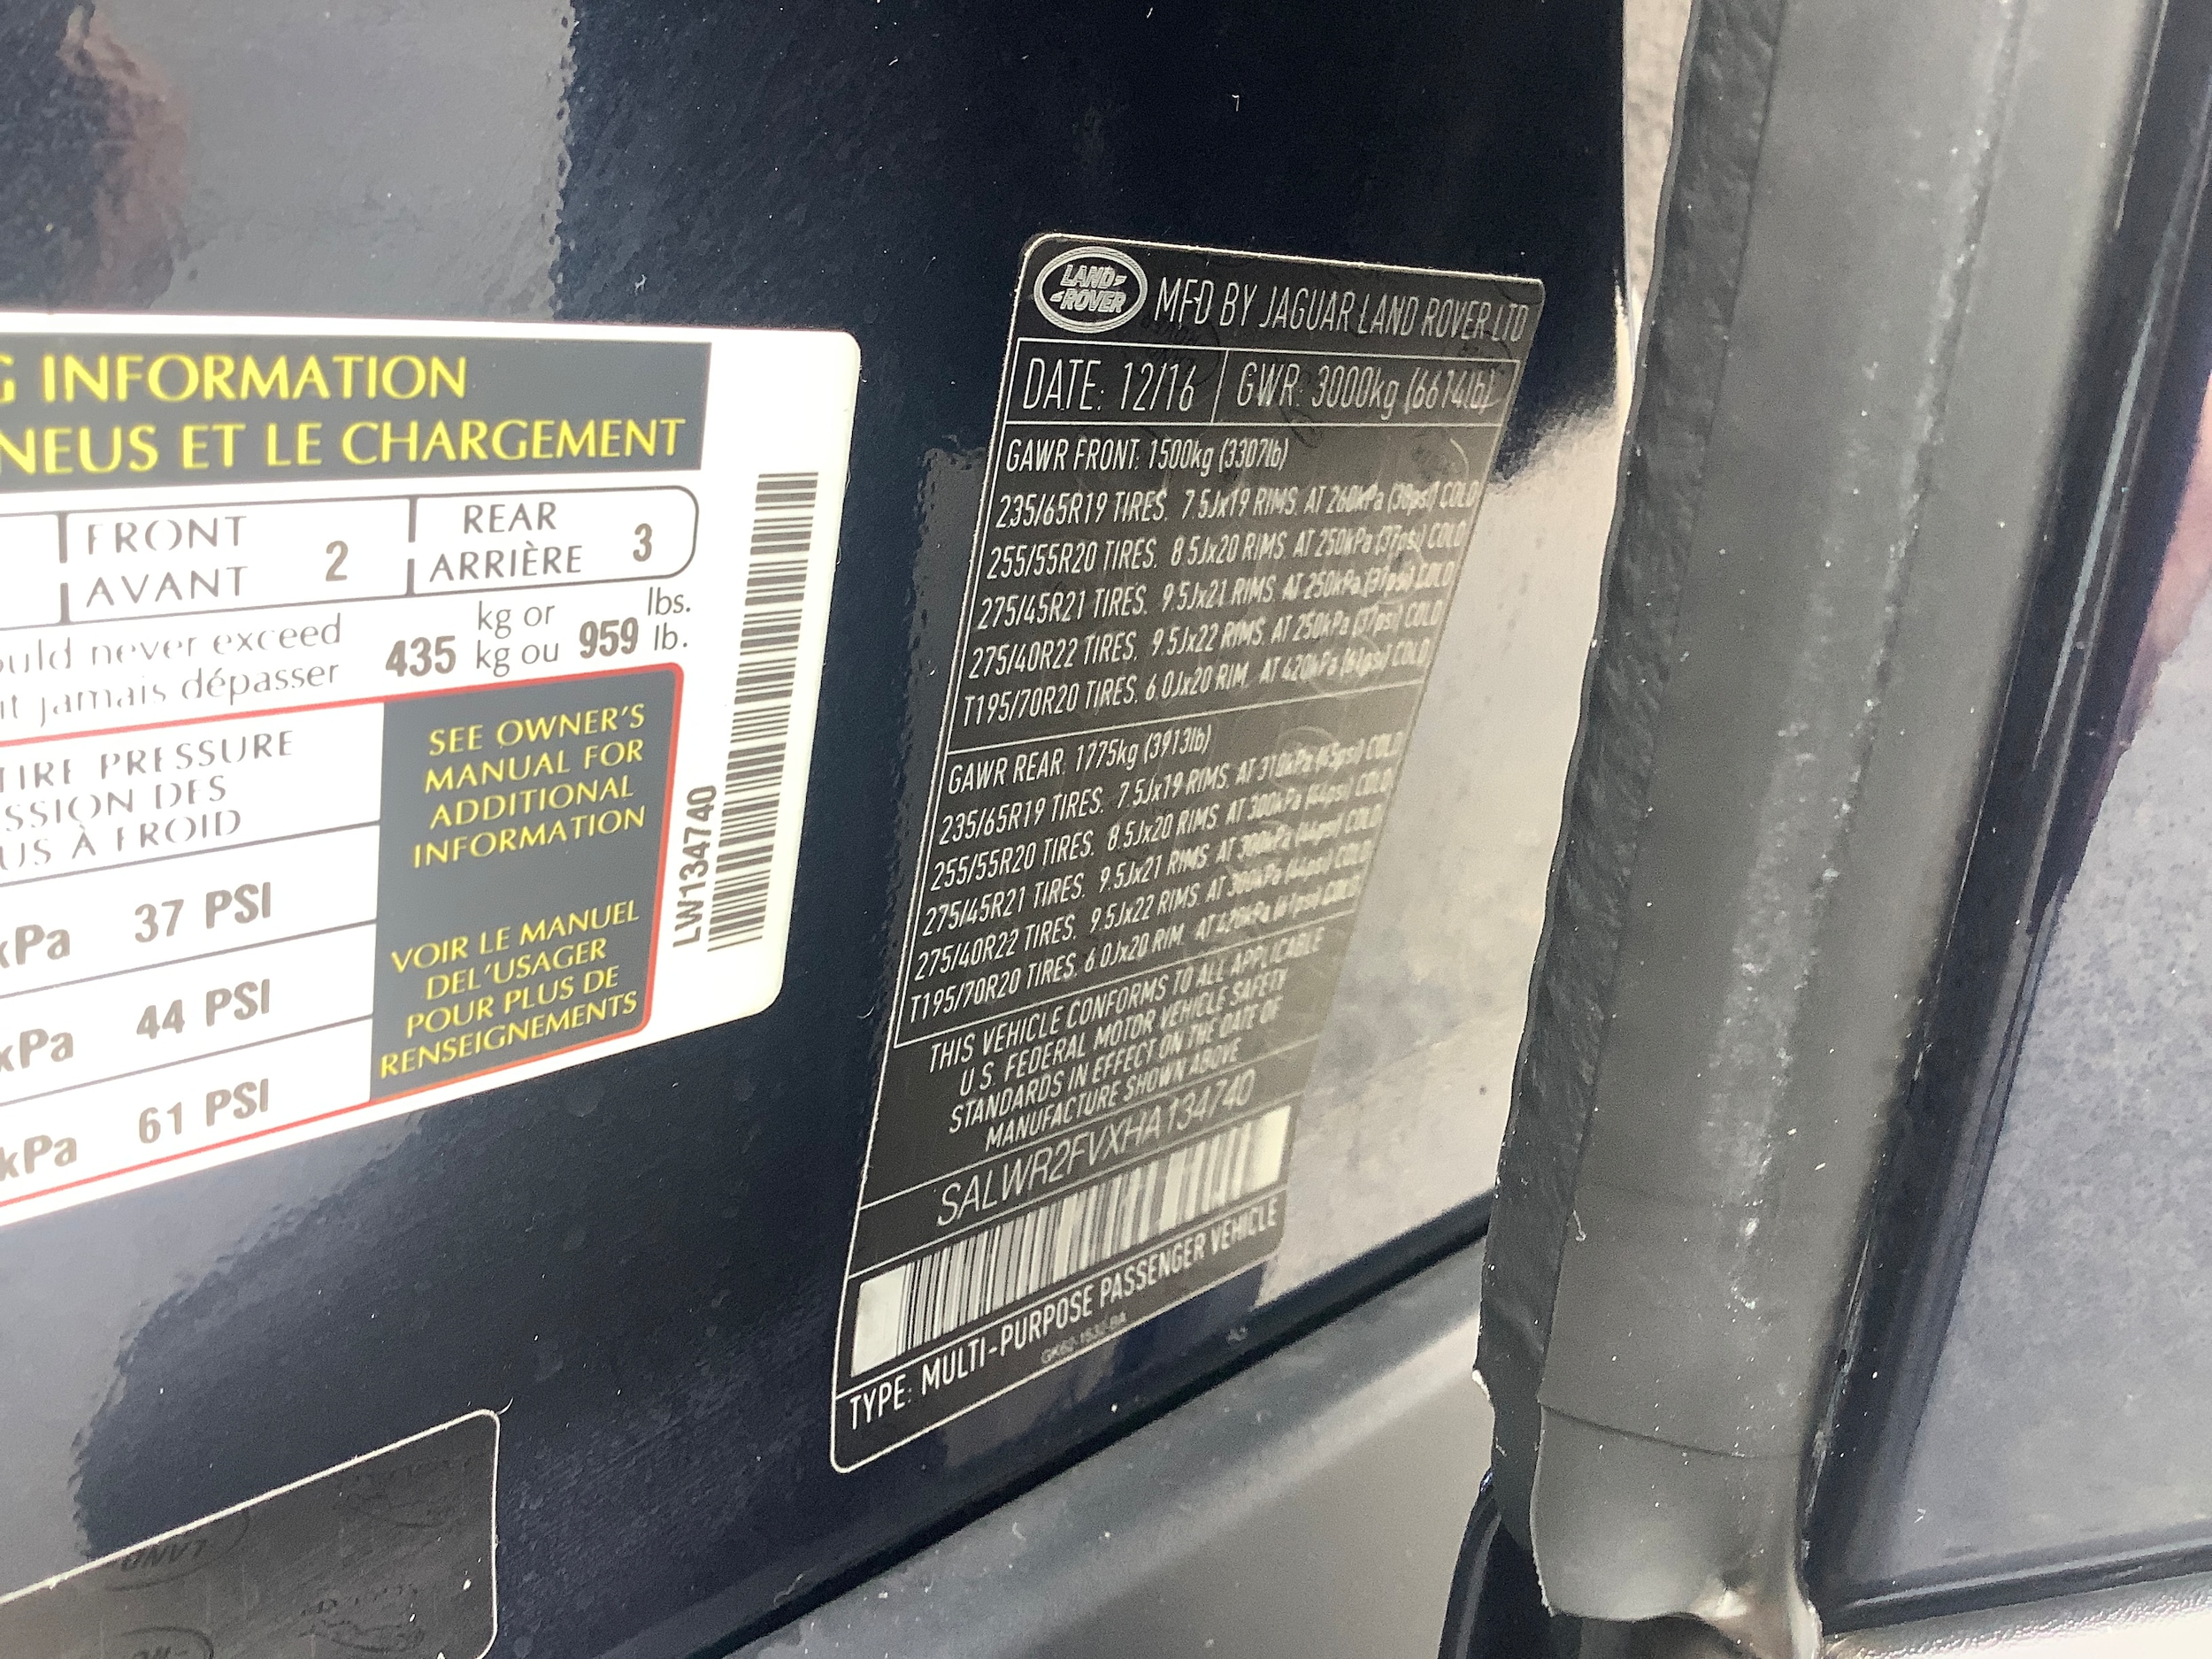 G INFORMATION
NEUS ET LE CHARGEMENT
FRONT
AVANT
2
REAR
ARRIÈRE
3
ould never exceed
it jamais dépasser
435
kg or
kg ou
959
lbs.
lb.
TIRE PRESSURE
SSION DES
US À FROID
kPa 37 PSI
kPa 44 PSI
kPa 61 PSI
SEE OWNER'S
MANUAL FOR
ADDITIONAL
INFORMATION
VOIR LE MANUEL
DEL'USAGER
POUR PLUS DE
RENSEIGNEMENTS
LW134740
LAND
ROVER
MFD BY JAGUAR LAND ROVER LTD
DATE: 12/16 GWR: 3000kg (6614lb)
GAWR FRONT: 1500kg (3307lb)
235/65R19 TIRES. 7.5Jx19 RIMS. AT 260kPa (38psi) COLD
255/55R20 TIRES. 8.5Jx20 RIMS. AT 250kPa (37psi) COLD
275/45R21 TIRES. 9.5Jx21 RIMS. AT 250kPa (37psi) COLD
275/40R22 TIRES. 9.5Jx22 RIMS. AT 250kPa (37psi) COLD
T195/70R20 TIRES. 6.0Jx20 RIM. AT 420kPa (61psi) COLD
GAWR REAR: 1775kg (3913lb)
235/65R19 TIRES. 7.5Jx19 RIMS. AT 310kPa (45psi) COLD
255/55R20 TIRES. 8.5Jx20 RIMS. AT 300kPa (44psi) COLD
275/45R21 TIRES. 9.5Jx21 RIMS. AT 300kPa (44psi) COLD
275/40R22 TIRES. 9.5Jx22 RIMS. AT 300kPa (44psi) COLD
T195/70R20 TIRES. 6.0Jx20 RIM. AT 420kPa (61psi) COLD
THIS VEHICLE CONFORMS TO ALL APPLICABLE
U.S. FEDERAL MOTOR VEHICLE SAFETY
STANDARDS IN EFFECT ON THE DATE OF
MANUFACTURE SHOWN ABOVE
SALWR2FVXHA134740
TYPE: MULTI-PURPOSE PASSENGER VEHICLE